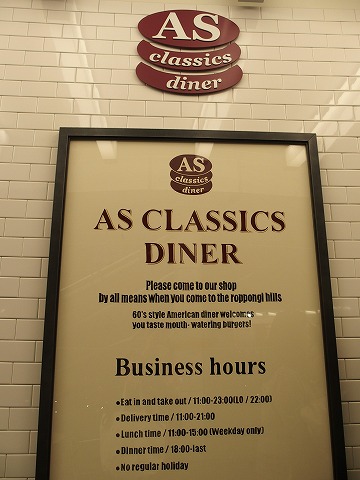 AS
classics
diner
AS
classics
diner
AS CLASSICS
DINER
Please come to our shop
by all means when you come to the roppongi hills
60's style American diner welcomes
you taste mouth-watering burgers!
Business hours
●Eat in and take out / 11:00-23:00(LO / 22:00)
●Delivery time / 11:00-21:00
●Lunch time / 11:00-15:00 (Weekday only)
●Dinner time / 18:00-last
●No regular holiday